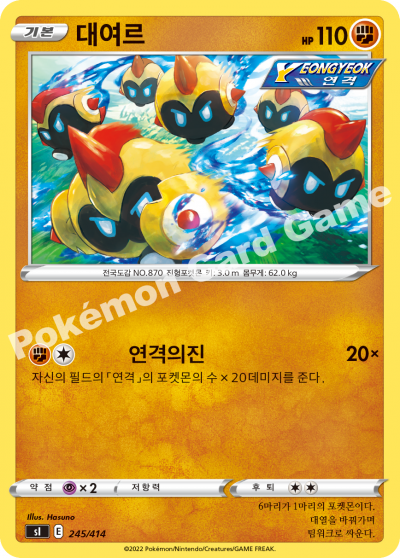 기본 대여르 HP 110
YEONGYEOK
연격
전국도감 NO.870 진형포켓몬 키: 3.0 m 몸무게: 62.0 kg
Pokémon Card Game
연격의진 20×
자신의 필드의 「연격」의 포켓몬의 수 × 20데미지를 준다.
약점 ×2 저항력 후퇴
Illus. Hasuno
sI E 245/414
6마리가 1마리의 포켓몬이다.
대열을 바꿔가며
팀워크로 싸운다.
©2022 Pokémon/Nintendo/Creatures/GAME FREAK.